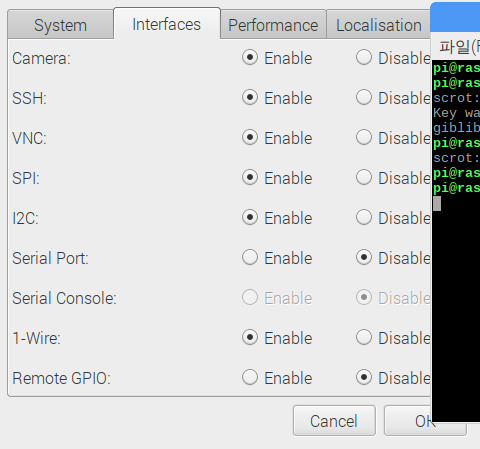 System Interfaces Performance Localisation
Camera: Enable Disable
SSH: Enable Disable
VNC: Enable Disable
SPI: Enable Disable
I2C: Enable Disable
Serial Port: Enable Disable
Serial Console: Enable Disable
1-Wire: Enable Disable
Remote GPIO: Enable Disable
Cancel OK
파일(F
pi@ras
pi@ras
scrot:
Key wa
giblib
pi@ras
scrot:
pi@ras
pi@ras